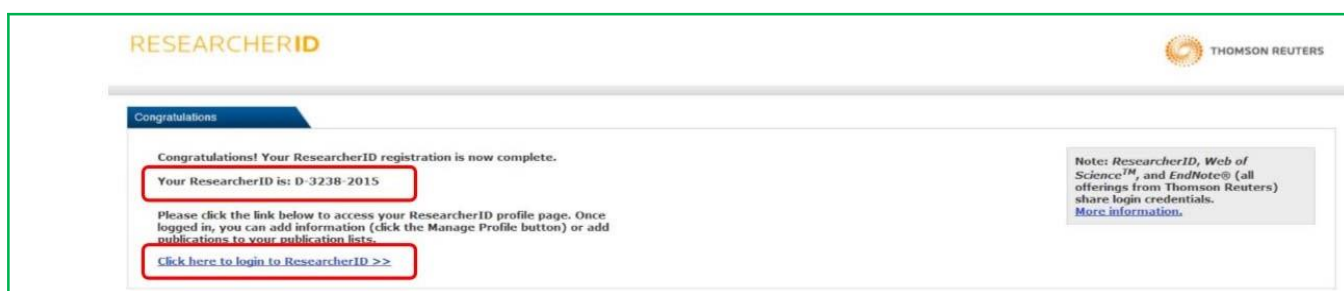 RESEARCHERID
THOMSON REUTERS
Congratulations
Congratulations! Your ResearcherID registration is now complete.
Your ResearcherID is: D-3238-2015
Please click the link below to access your ResearcherID profile page. Once
logged in, you can add information (click the Manage Profile button) or add
publications to your publication lists.
Click here to login to ResearcherID >>
Note: ResearcherID, Web of
Science™, and EndNote® (all
offerings from Thomson Reuters)
share login credentials.
More information.